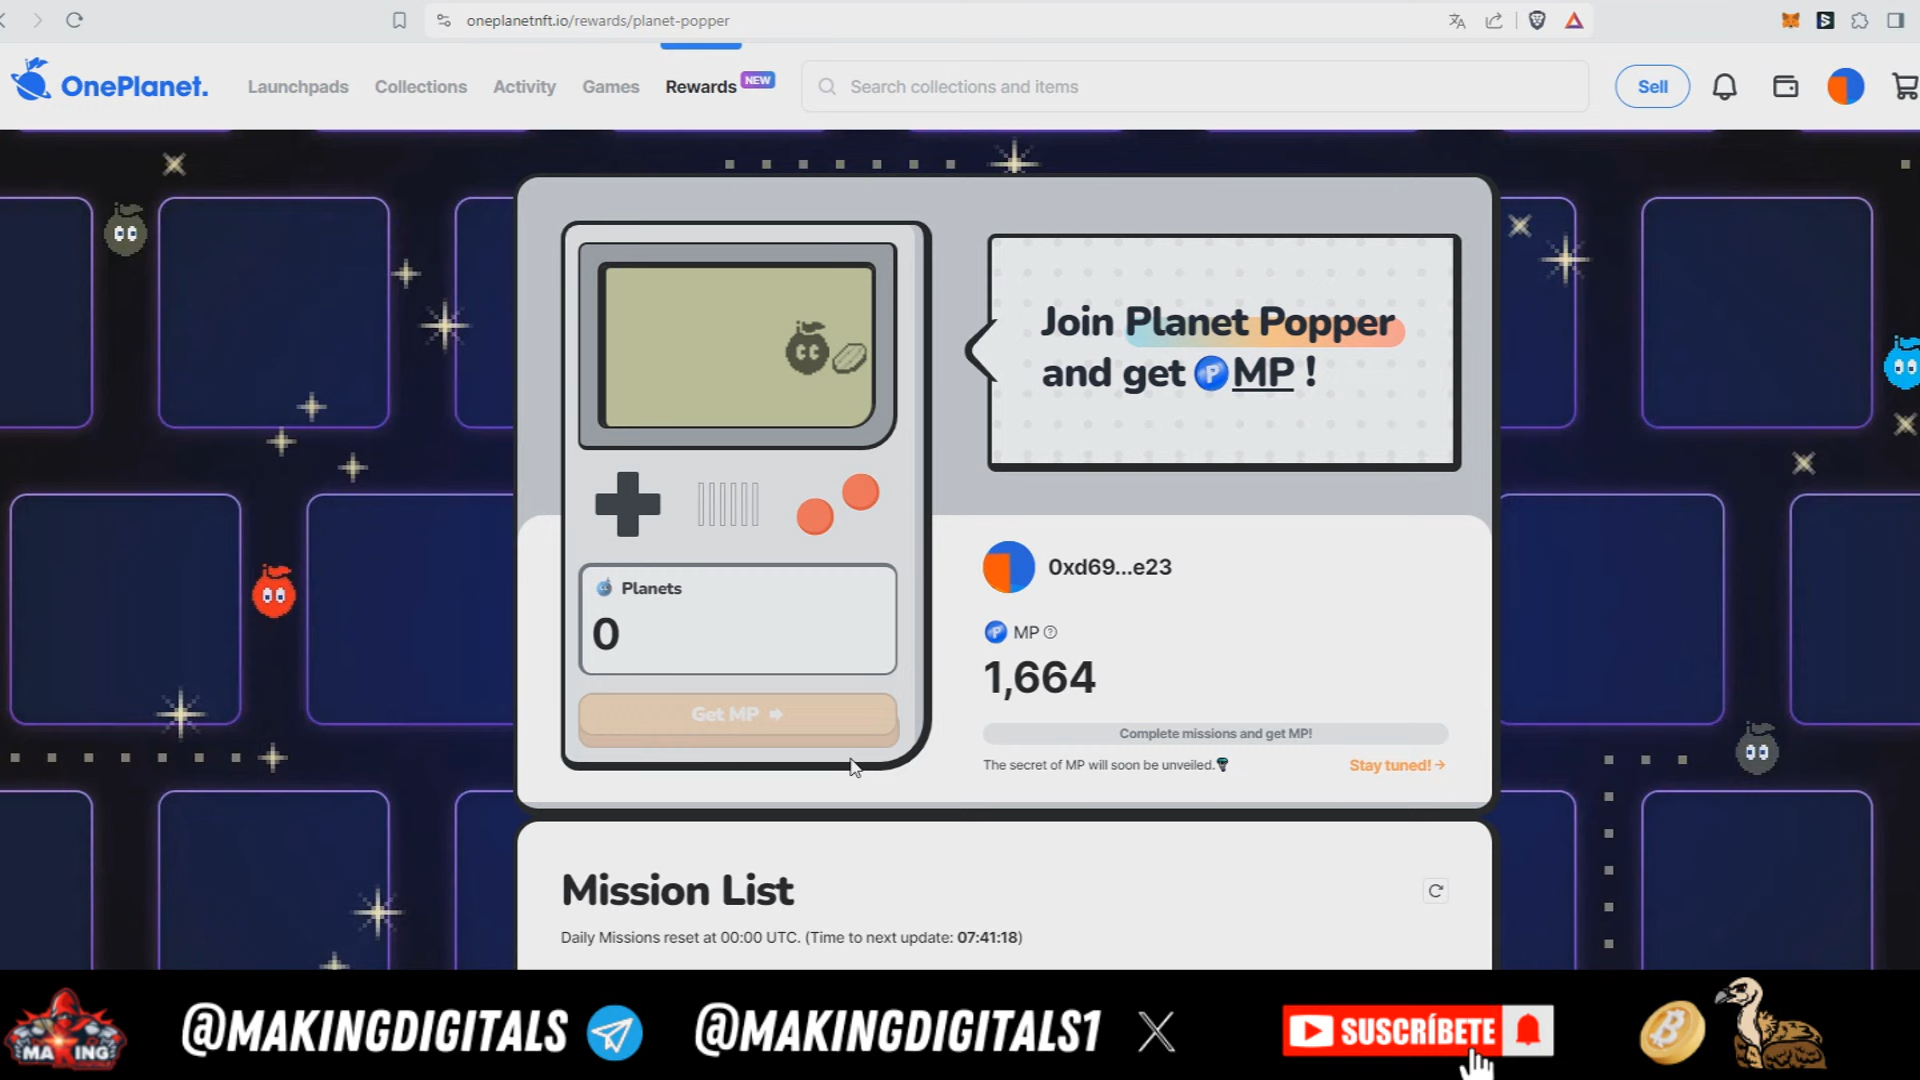 oneplanetnft.io/rewards/planet-popper
OnePlanet.
Launchpads
Collections
Activity
Games
Rewards
NEW
Search collections and items
Sell
Join Planet Popper
and get P MP !
Planets
0
Get MP
0xd69...e23
P MP ?
1,664
Complete missions and get MP!
The secret of MP will soon be unveiled.
Stay tuned!
Mission List
Daily Missions reset at 00:00 UTC. (Time to next update: 07:41:18)
MAKING
@MAKINGDIGITALS
@MAKINGDIGITALS1
SUSCRÍBETE